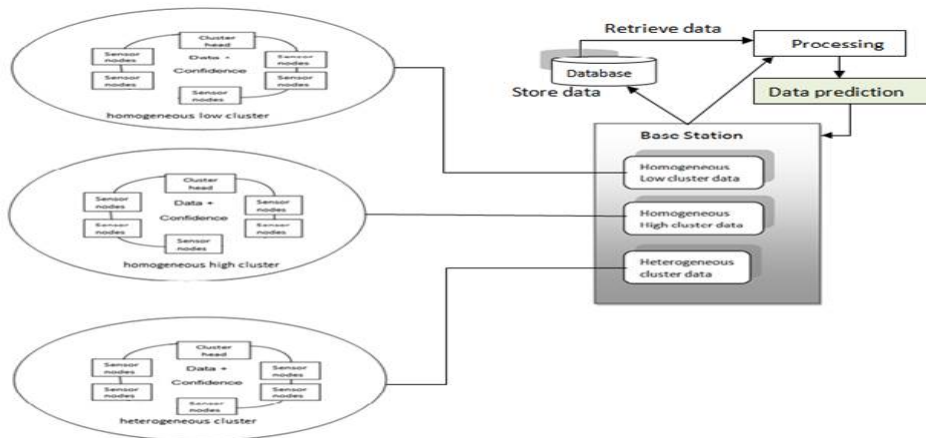 Cluster
head
Sensor
nodes
Data +
Sensor
nodes
Sensor
nodes
Confidence
Sensor
nodes
Sensor
nodes
homogeneous low cluster
Cluster
head
Sensor
nodes
Data +
Sensor
nodes
Sensor
nodes
Confidence
Sensor
nodes
Sensor
nodes
homogeneous high cluster
Cluster
head
Sensor
nodes
Data +
Sensor
nodes
Sensor
nodes
Confidence
Sensor
nodes
Sensor
nodes
heterogeneous cluster
Retrieve data
Processing
Database
Store data
Data prediction
Base Station
Homogeneous
Low cluster data
Homogeneous
High cluster data
Heterogeneous
cluster data